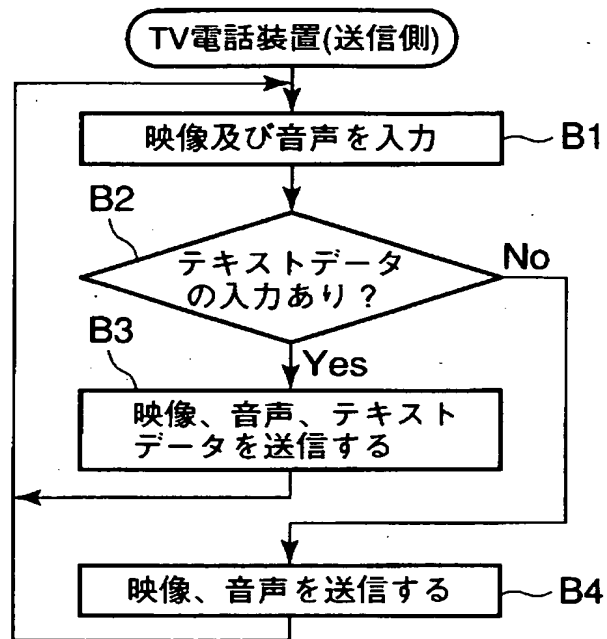 TV電話装置(送信側)
映像及び音声を入力
B1
B2
テキストデータ
の入力あり？
No
B3
Yes
映像、音声、テキスト
データを送信する
映像、音声を送信する
B4